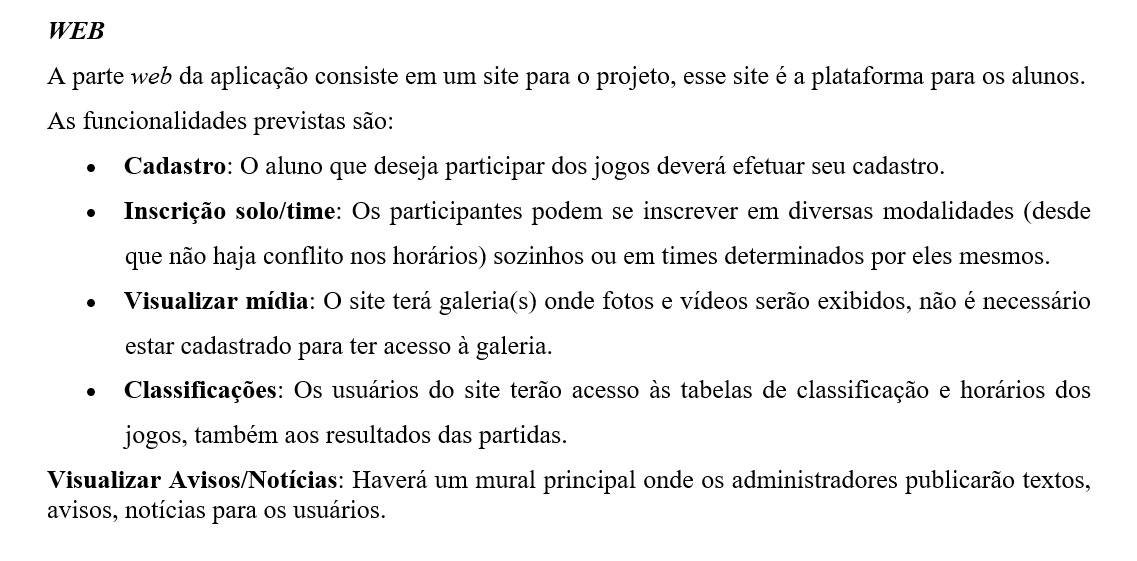 WEB
A parte web da aplicação consiste em um site para o projeto, esse site é a plataforma para os alunos.
As funcionalidades previstas são:
• Cadastro: O aluno que deseja participar dos jogos deverá efetuar seu cadastro.
• Inscrição solo/time: Os participantes podem se inscrever em diversas modalidades (desde
que não haja conflito nos horários) sozinhos ou em times determinados por eles mesmos.
• Visualizar mídia: O site terá galeria(s) onde fotos e vídeos serão exibidos, não é necessário
estar cadastrado para ter acesso à galeria.
• Classificações: Os usuários do site terão acesso às tabelas de classificação e horários dos
jogos, também aos resultados das partidas.
Visualizar Avisos/Notícias: Haverá um mural principal onde os administradores publicarão textos,
avisos, notícias para os usuários.